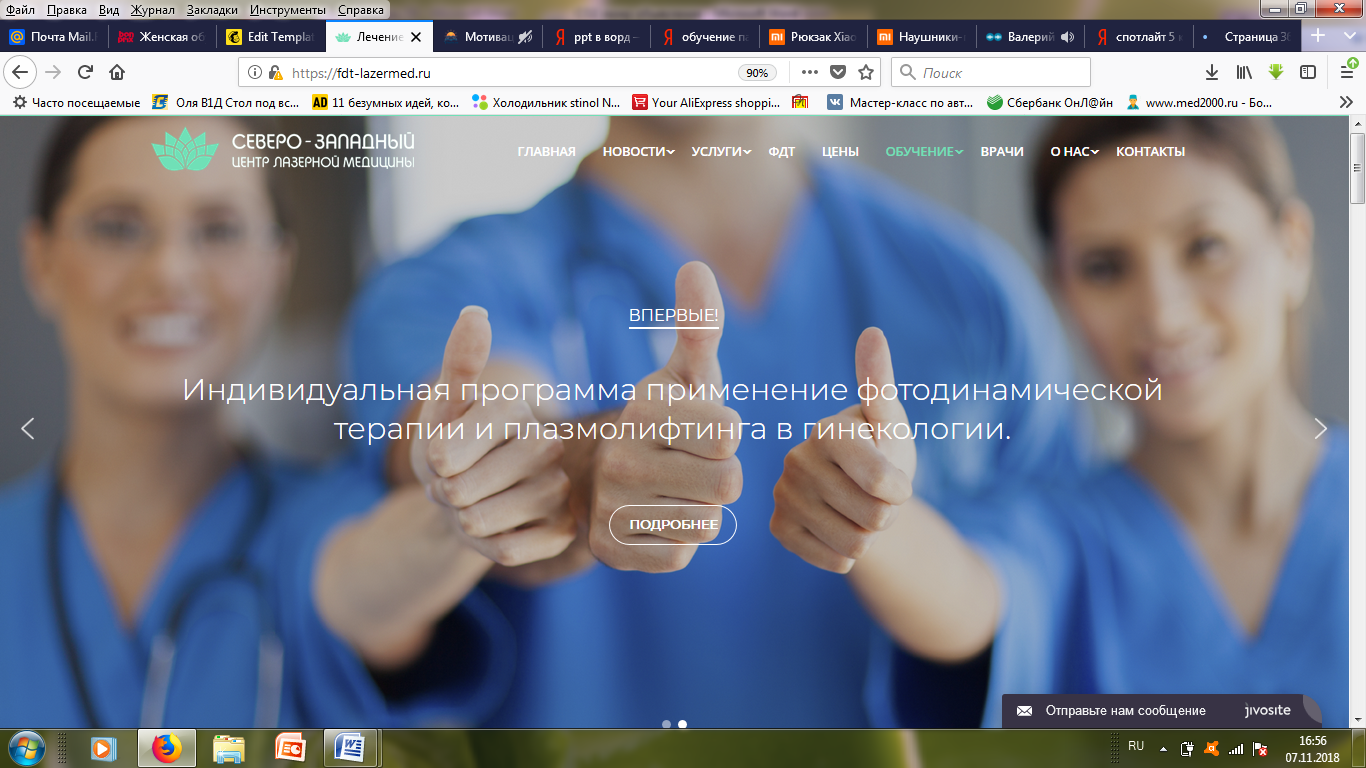 Файл Правка Вид Журнал Закладки Инструменты Справка
Почта Mail.R
Женская об
Edit Templat
Лечение
Мотивац
ppt в ворд –
обучение па
Рюкзак Xiao
Наушники-
Валерий
спотлайт 5 к
Страница 36
https://fdt-lazermed.ru
90%
Поиск
Часто посещаемые
Оля В1Д Стол под вс...
AD 11 безумных идей, ко...
Холодильник stinol N...
Your AliExpress shoppi...
Мастер-класс по авт...
Сбербанк ОнЛ@йн
www.med2000.ru - Бо...
СЕВЕРО - ЗАПАДНЫЙ
ЦЕНТР ЛАЗЕРНОЙ МЕДИЦИНЫ
ГЛАВНАЯ НОВОСТИ УСЛУГИ ФДТ ЦЕНЫ ОБУЧЕНИЕ ВРАЧИ О НАС КОНТАКТЫ
ВПЕРВЫЕ!
Индивидуальная программа применение фотодинамической
терапии и плазмолифтинга в гинекологии.
ПОДРОБНЕЕ
Отправьте нам сообщение jivosite
RU
16:56
07.11.2018